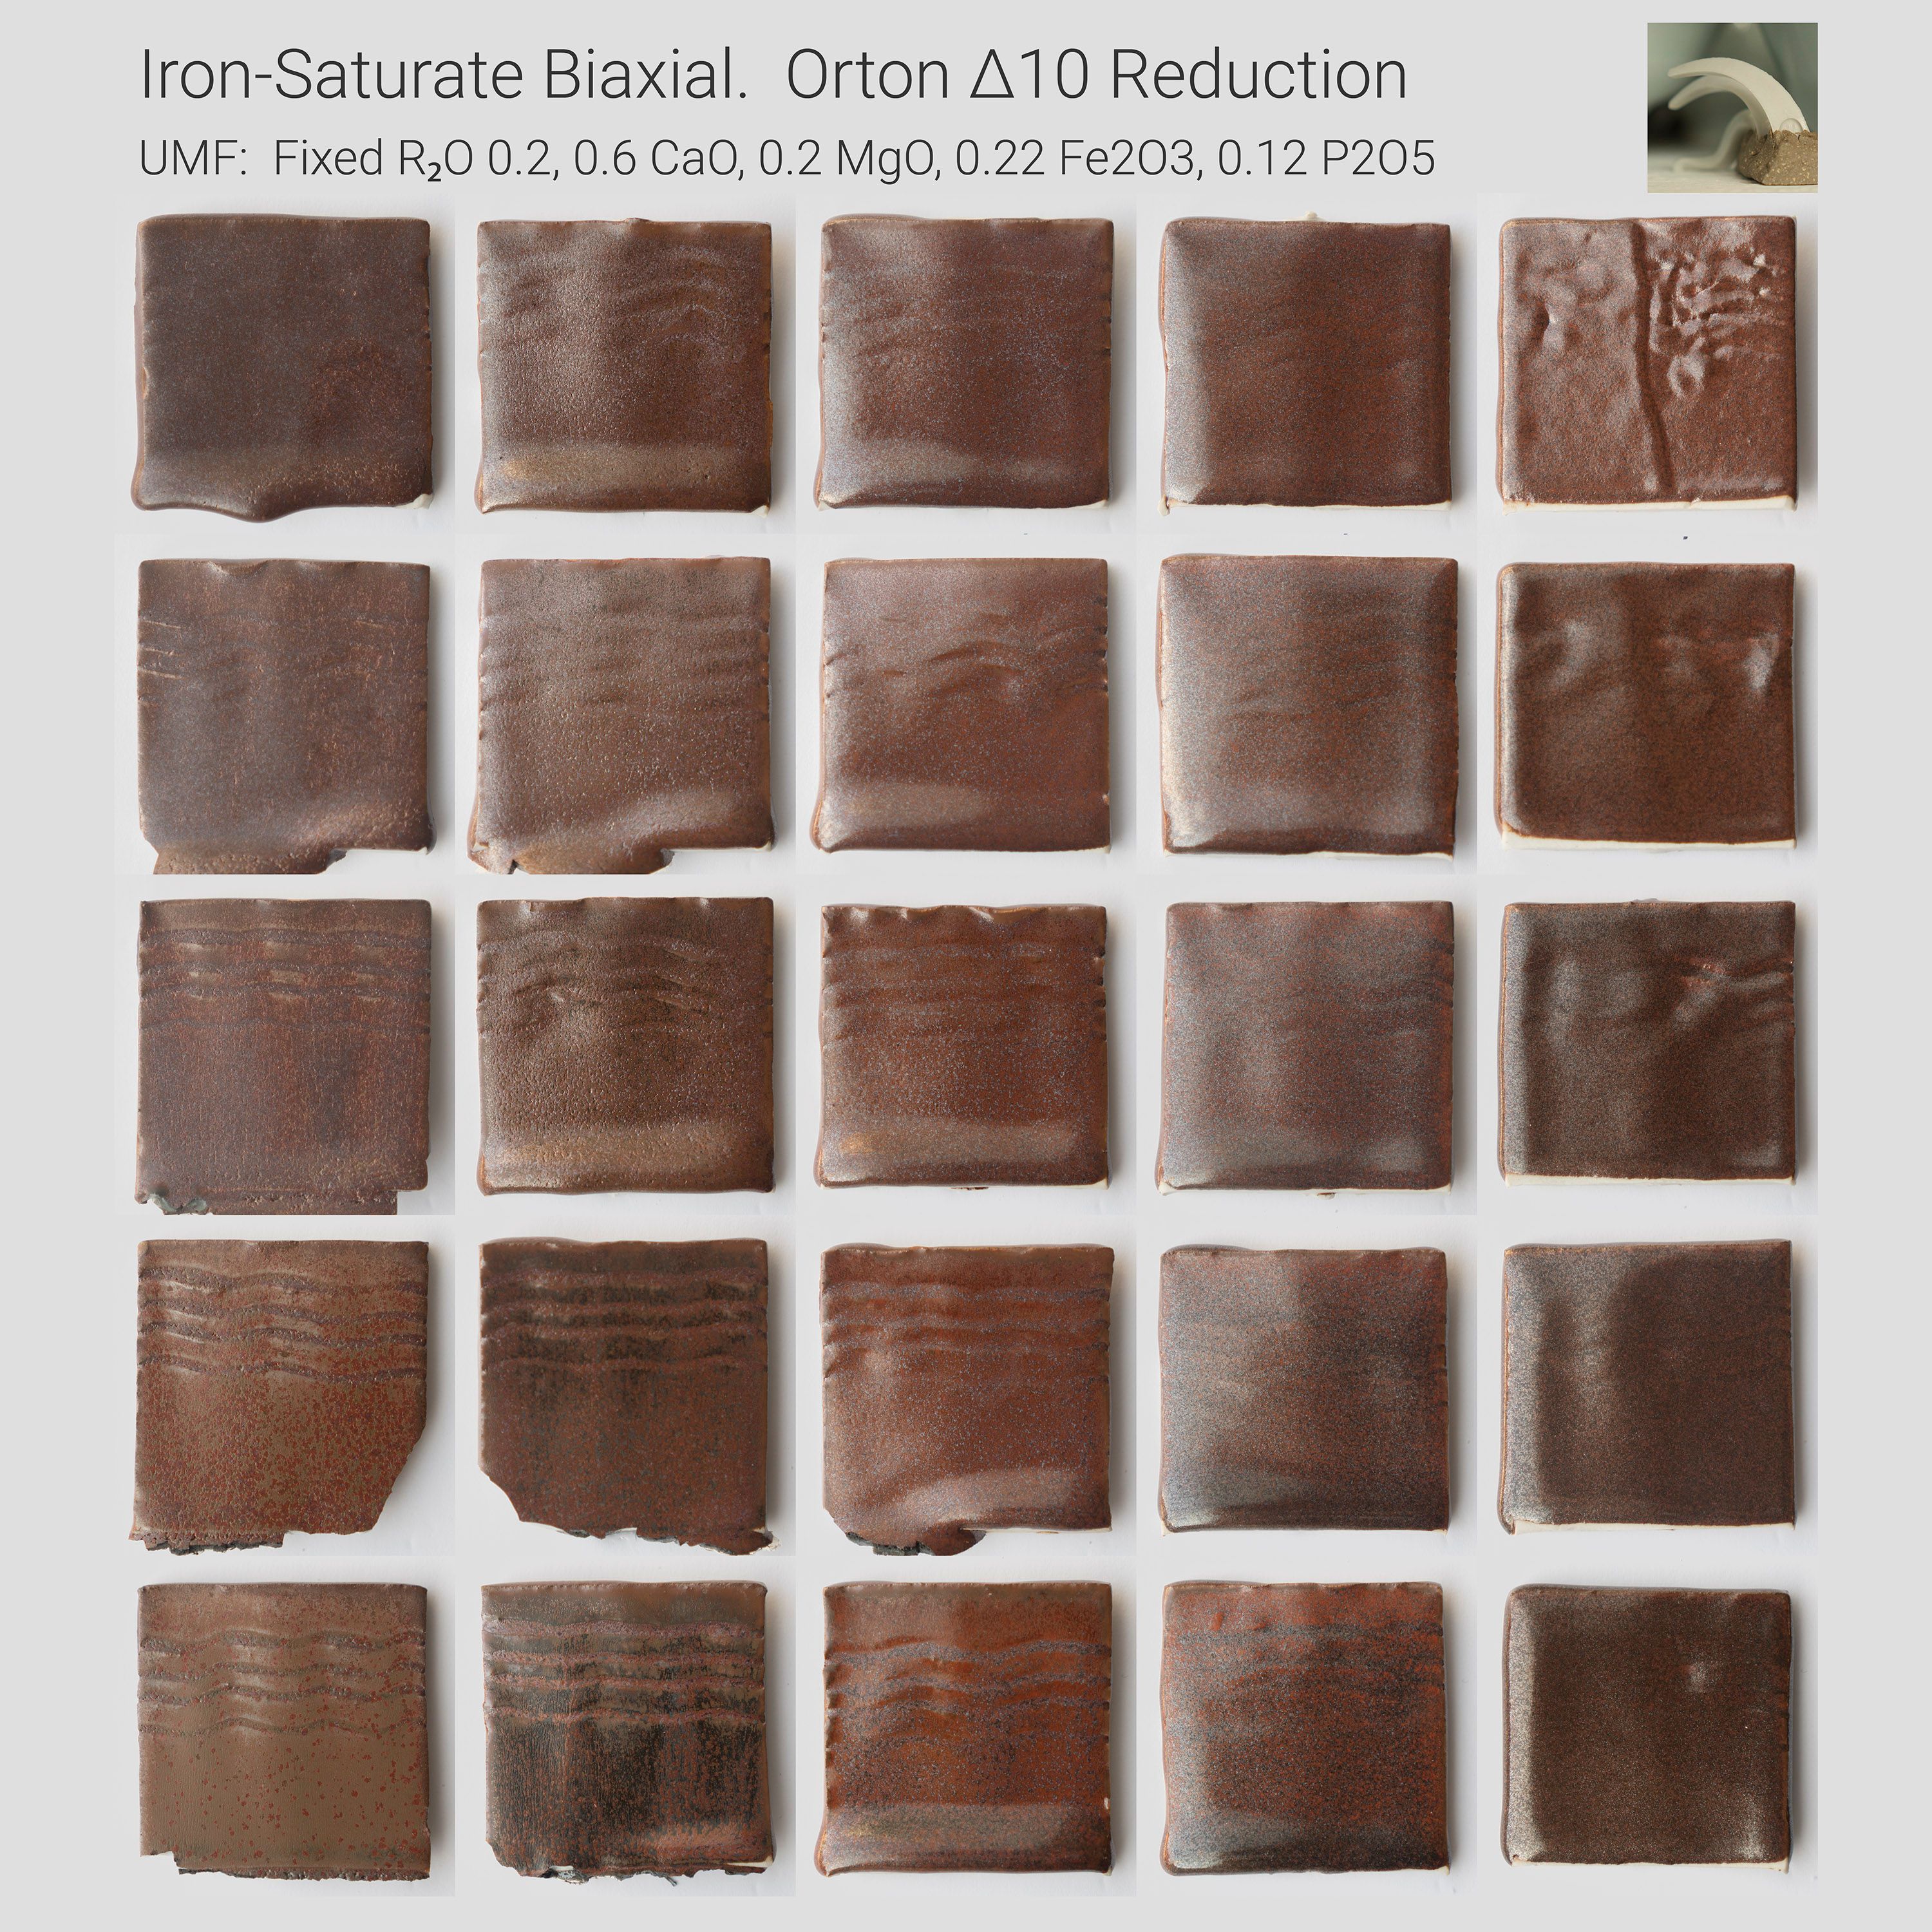 Iron-Saturate Biaxial. Orton Δ10 Reduction
UMF: Fixed R₂O 0.2, 0.6 CaO, 0.2 MgO, 0.22 Fe2O3, 0.12 P2O5